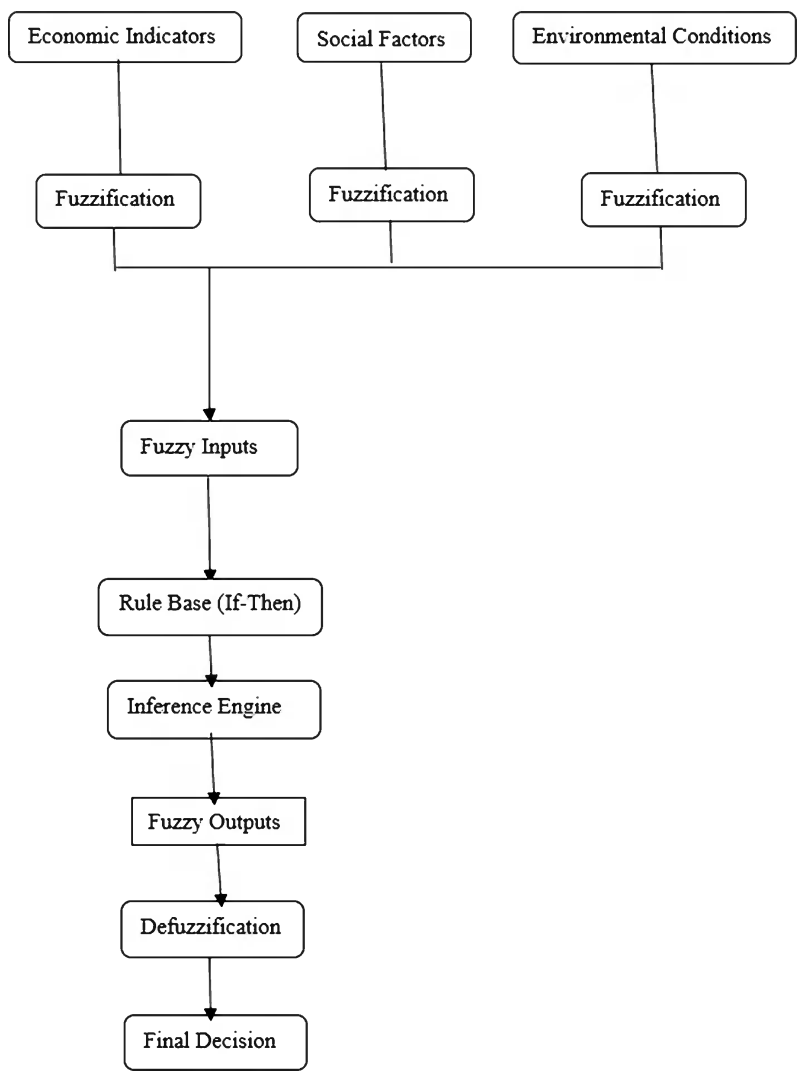 Economic Indicators
Social Factors
Environmental Conditions
Fuzzification
Fuzzification
Fuzzification
Fuzzy Inputs
Rule Base (If-Then)
Inference Engine
Fuzzy Outputs
Defuzzification
Final Decision